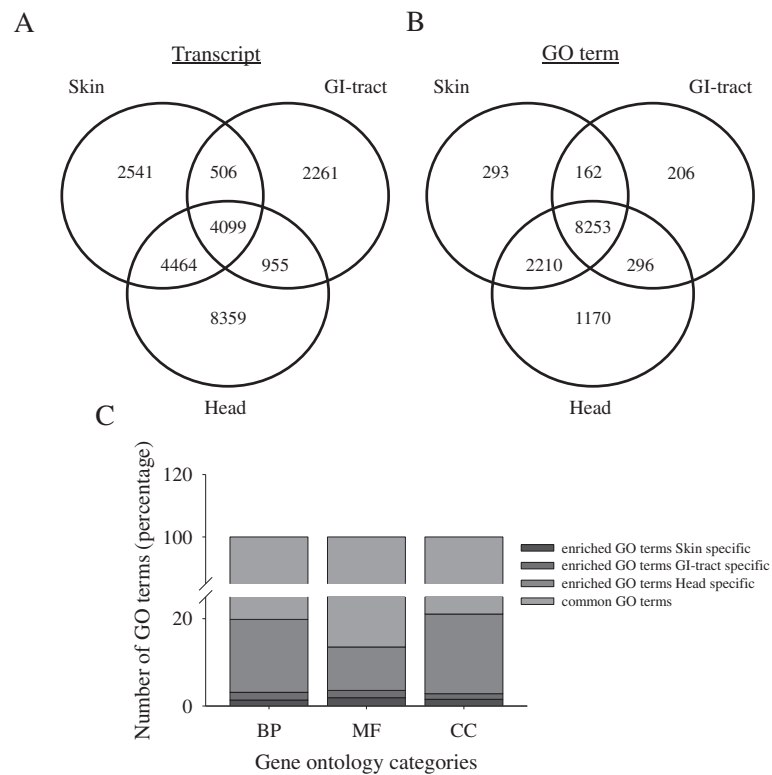 A
B
Transcript
GO term
Skin
GI-tract
Skin
GI-tract
2541
506
2261
293
162
206
4099
8253
4464
955
2210
296
8359
1170
Head
Head
C
Number of GO terms (percentage)
120
100
20
0
enriched GO terms Skin specific
enriched GO terms GI-tract specific
enriched GO terms Head specific
common GO terms
BP
MF
CC
Gene ontology categories